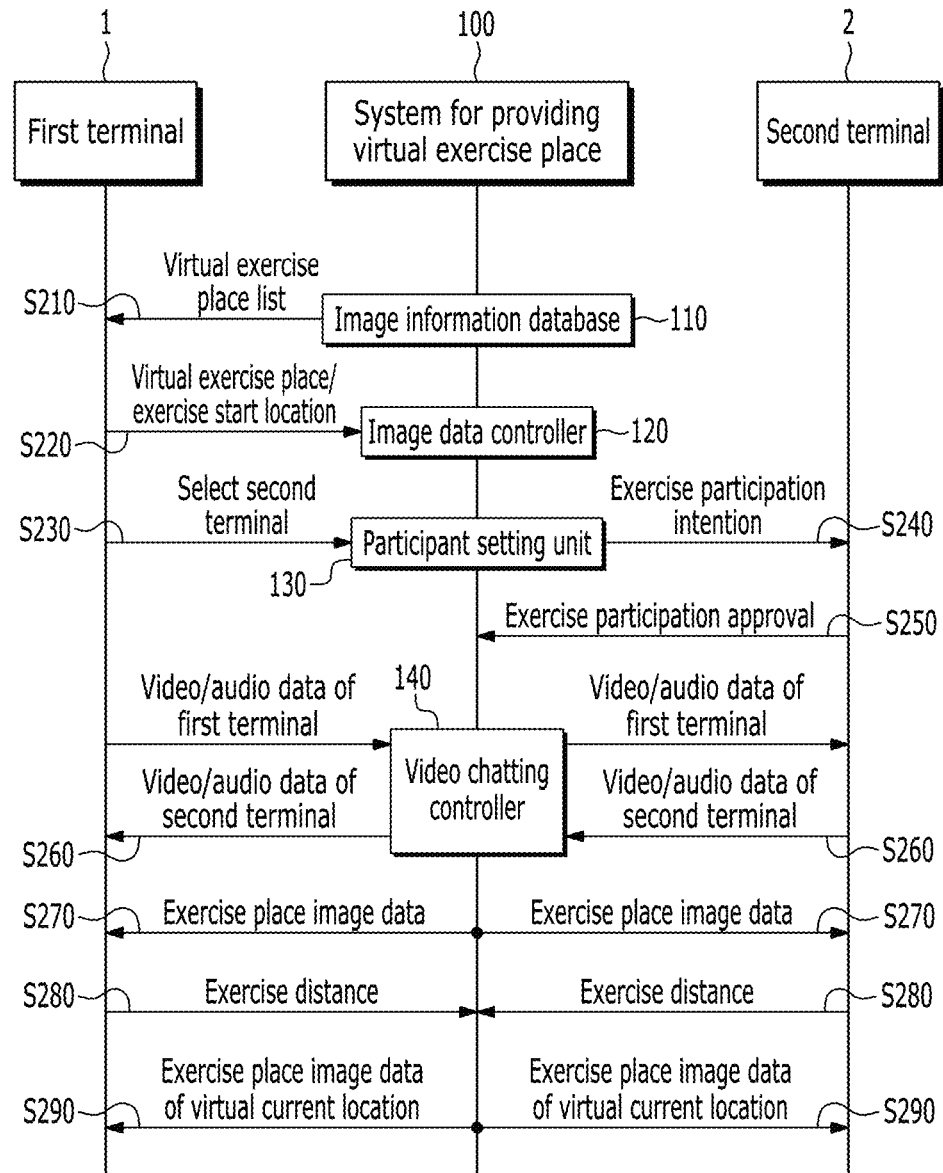 1
100
2
First terminal
System for providing
virtual exercise place
Second terminal
Virtual exercise
place list
S210
Image information database
110
Virtual exercise place/
exercise start location
S220
Image data controller
120
Select second
terminal
Exercise participation
intention
S230
Participant setting unit
S240
130
Exercise participation approval
S250
140
Video/audio data of
first terminal
Video/audio data of
first terminal
Video chatting
controller
Video/audio data of
second terminal
Video/audio data of
second terminal
S260
S260
S270
Exercise place image data
Exercise place image data
S270
S280
Exercise distance
Exercise distance
S280
Exercise place image data
of virtual current location
Exercise place image data
of virtual current location
S290
S290